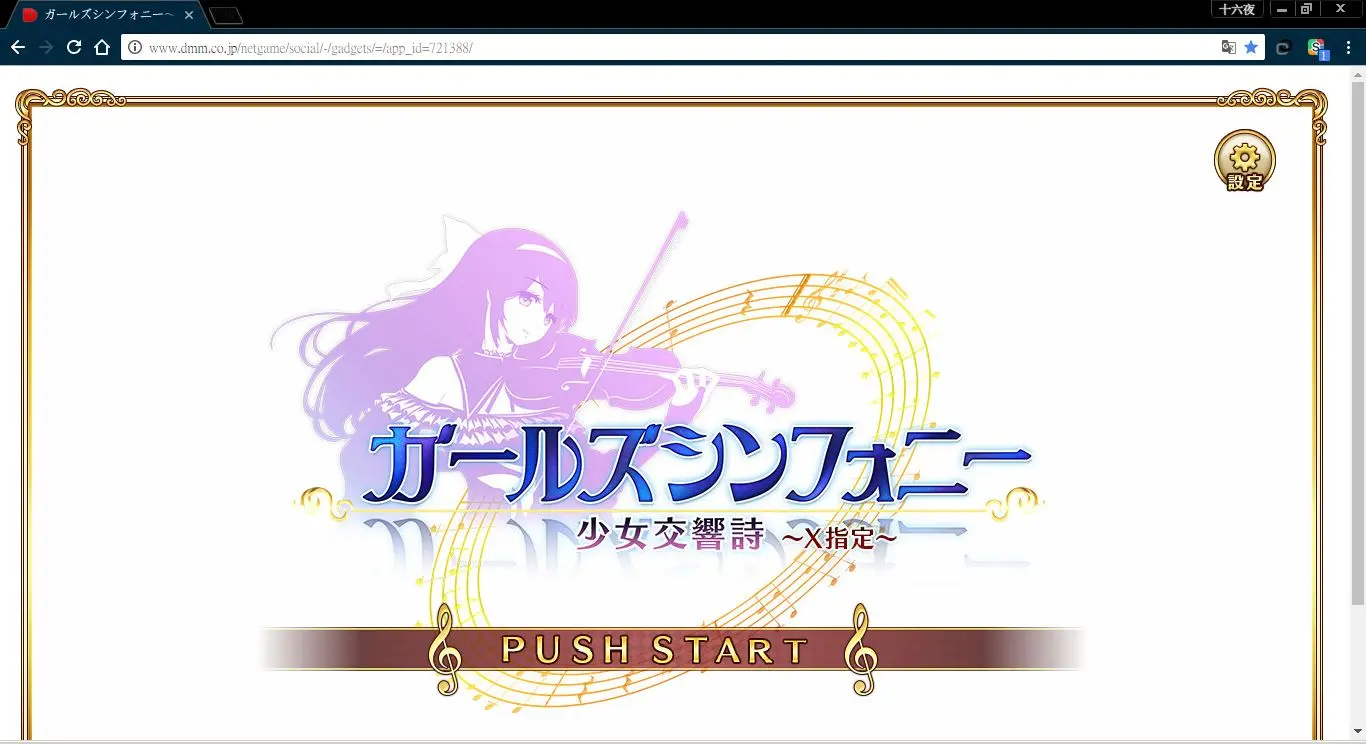 ガールズシンフォニー～
十六夜
www.dmm.co.jp/netgame/social/-/gadgets/=/app_id=721388/
1
設定
ガールズシンフォニー
少女交響詩 ～X指定～
PUSH START